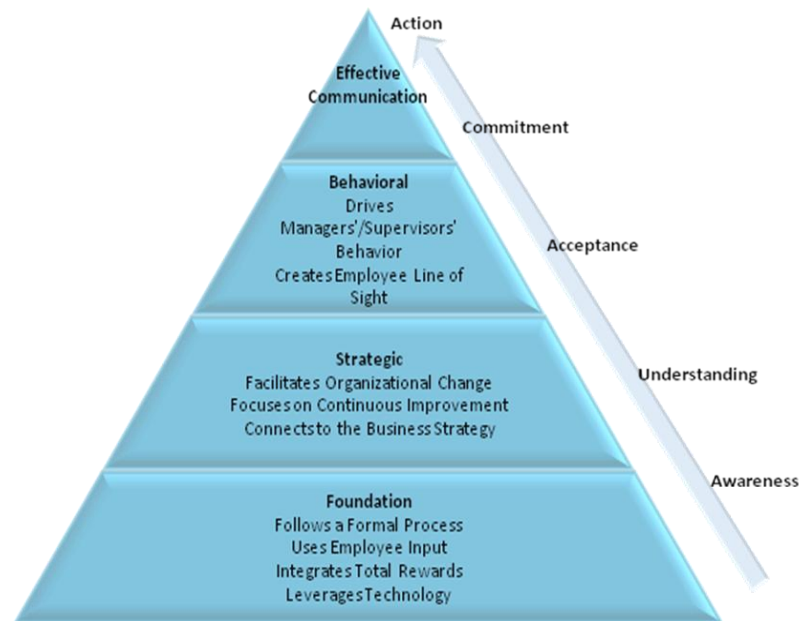 Action
Effective
Communication
Commitment
Behavioral
Drives
Managers'/Supervisors'
Behavior
Creates Employee Line of
Sight
Acceptance
Strategic
Facilitates Organizational Change
Focuses on Continuous Improvement
Connects to the Business Strategy
Understanding
Awareness
Foundation
Follows a Formal Process
Uses Employee Input
Integrates Total Rewards
Leverages Technology